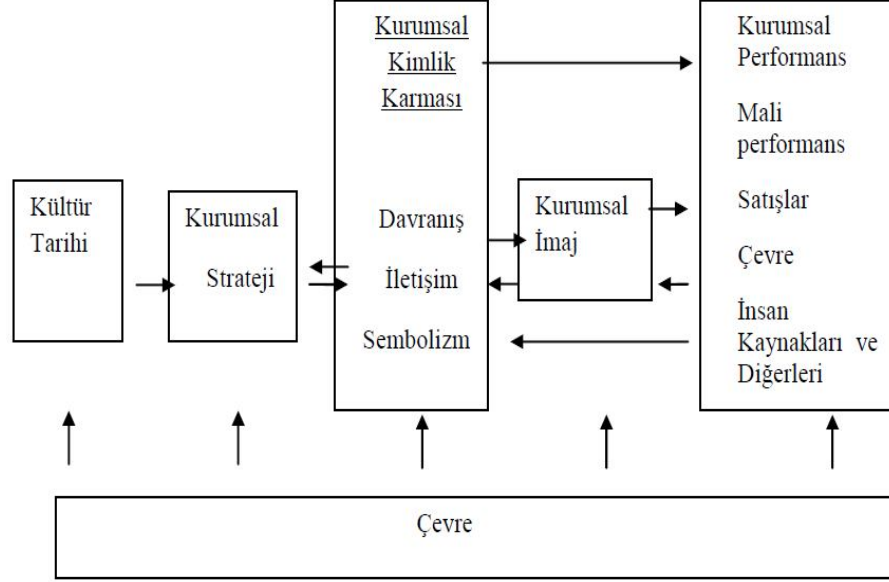 Kültür
Tarihi
Kurumsal
Strateji
Kurumsal
Kimlik
Karması
Davranış
İletişim
Sembolizm
Kurumsal
İmaj
Kurumsal
Performans
Mali
performans
Satışlar
Çevre
İnsan
Kaynakları ve
Diğerleri
Çevre